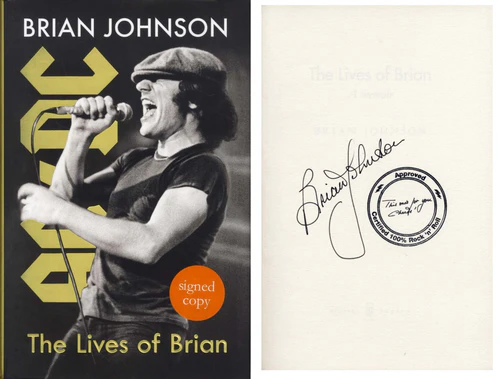 BRIAN JOHNSON
AC DC
signed
copy
The Lives of Brian
The Lives of Brian
A memoir
BRIAN JOHNSON
Brian Johnson
Approved
This one for you
Certified 100% Rock 'n' Roll